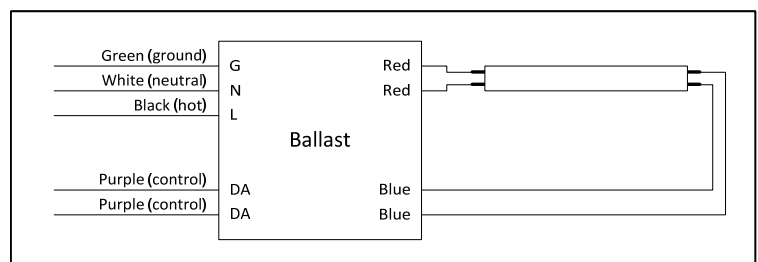 Green (ground)
White (neutral)
Black (hot)
Purple (control)
Purple (control)
G
N
L
DA
DA
Ballast
Red
Red
Blue
Blue